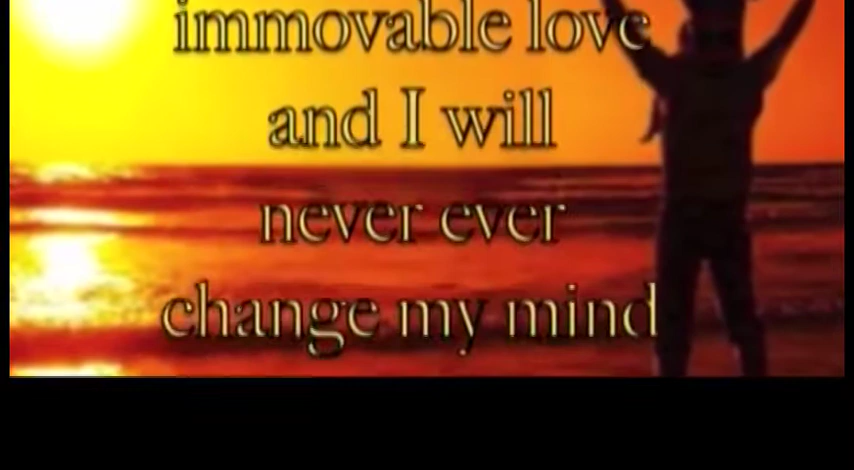 immovable love
and I will
never ever
change my mind